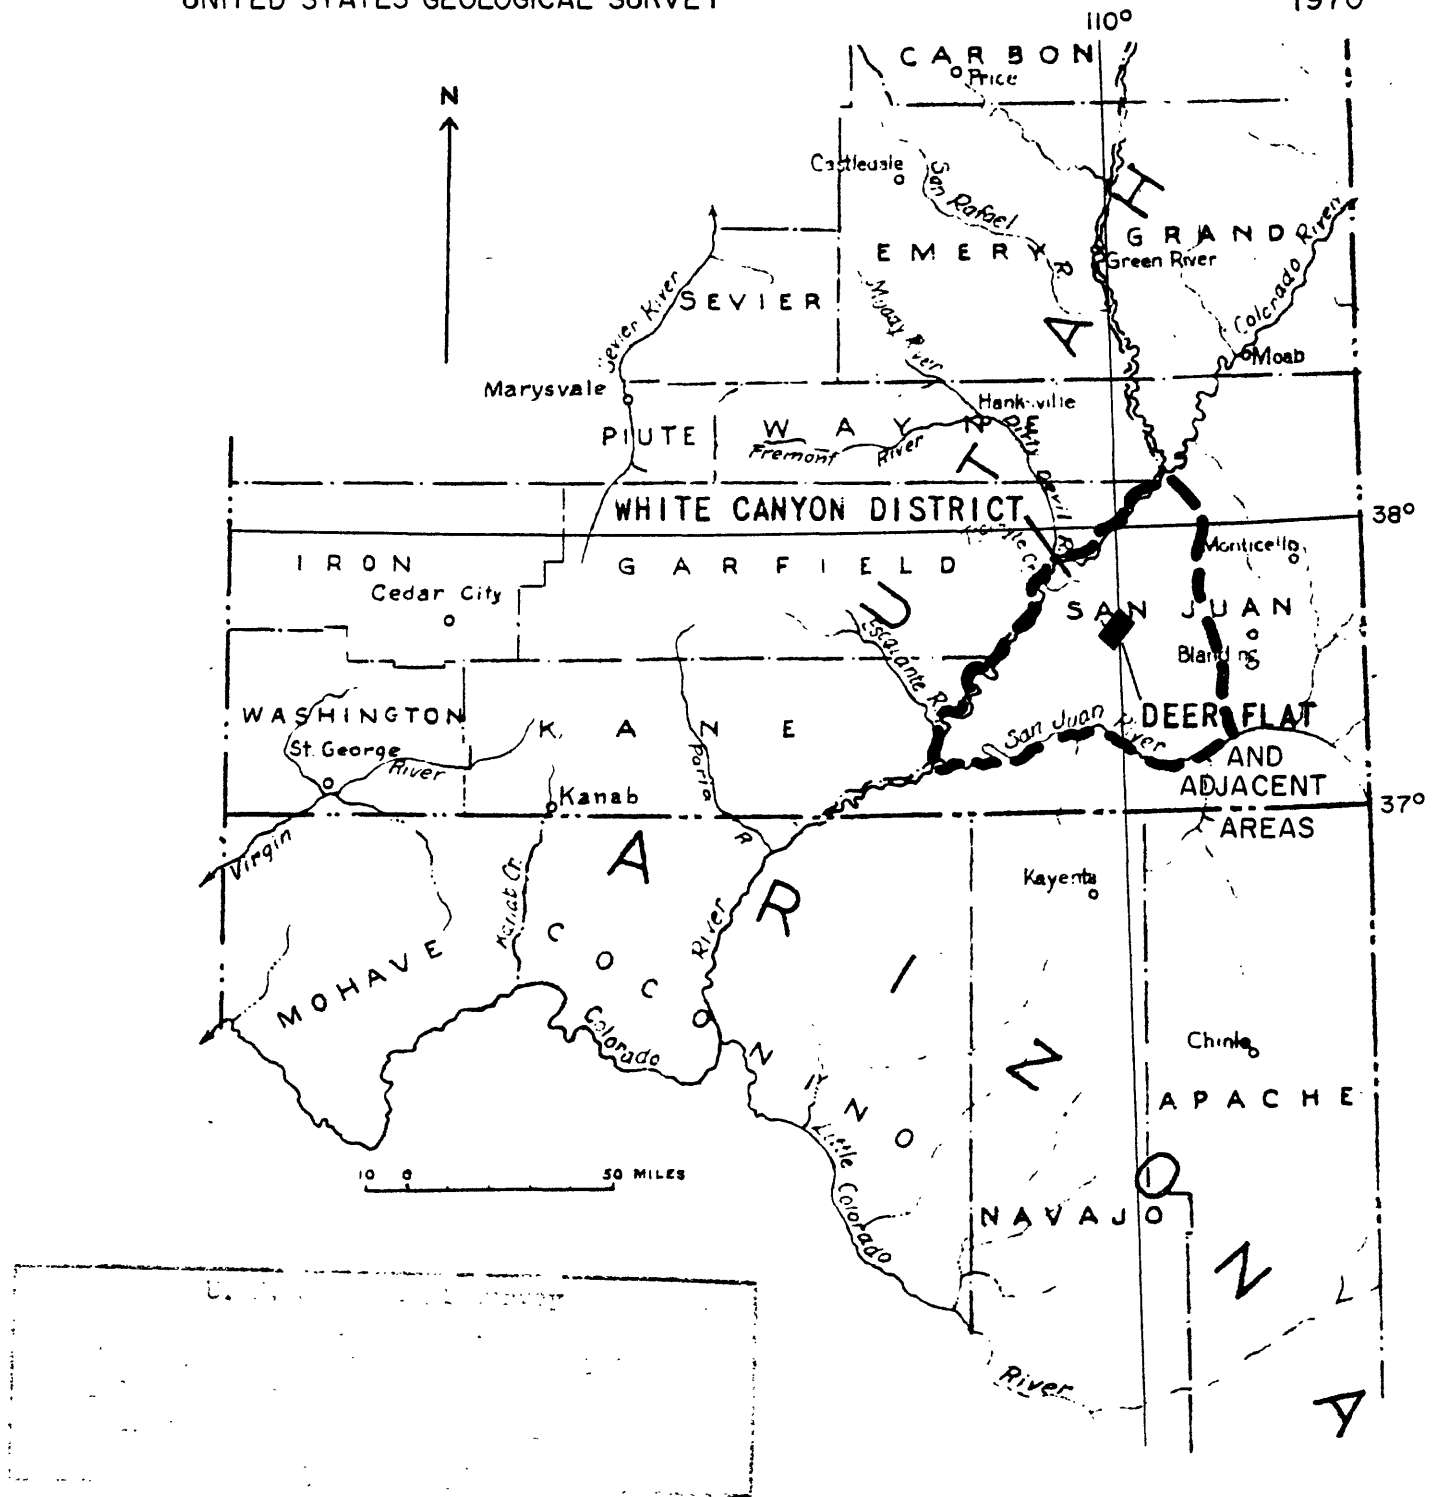 UNITED STATES GEOLOGICAL SURVEY
1970
110°
CARBON
Price
N
Castledale
San Rafael R.
UTAH
GRAND
EMERY
Green River
Colorado River
SEVIER
Sevier River
Muddy River
Moab
Marysvale
Hanksville
PIUTE
WAYN
Fremont River
Dirty Devil R.
WHITE CANYON DISTRICT
38°
Monticello
IRON
GARFIELD
Cedar City
SAN JUAN
Escalante R.
Blanding
WASHINGTON
KANE
San Juan River
DEER FLAT
AND
ADJACENT
AREAS
St. George
River
Paria R
Kanab
37°
Virgin
ARIZONA
Kayenta
Kanab Cr.
COCONINO
River
MOHAVE
Colorado
Chinle
APACHE
Little Colorado
10 0 50 MILES
NAVAJO
River